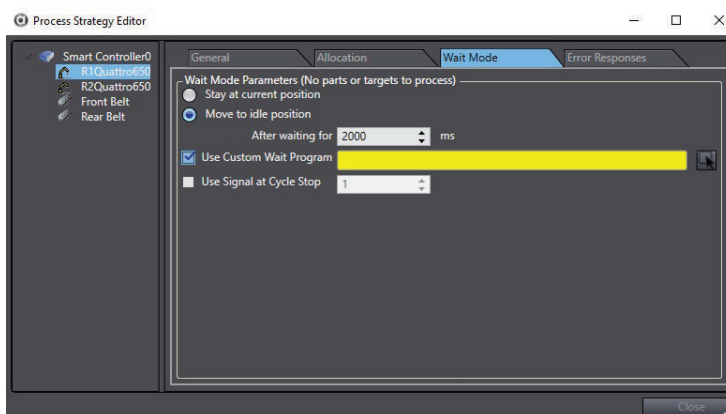 Process Strategy Editor
Smart Controller0
R1Quattro650
R2Quattro650
Front Belt
Rear Belt
General
Allocation
Wait Mode
Error Responses
Wait Mode Parameters (No parts or targets to process)
Stay at current position
Move to idle position
After waiting for 2000 ms
Use Custom Wait Program
Use Signal at Cycle Stop 1
Close